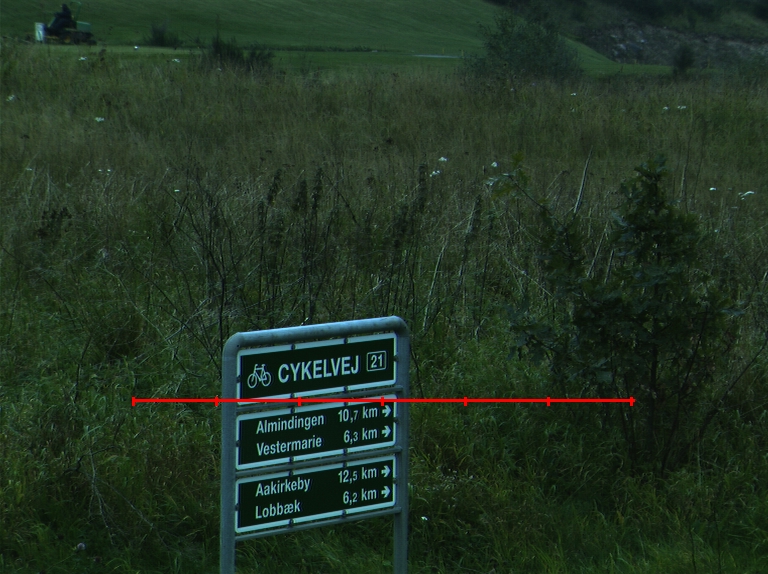 CYKELVEJ 21
Almindingen 10,7 km
Vestermarie 6,3 km
Aakirkeby 12,5 km
Lobbæk 6,2 km